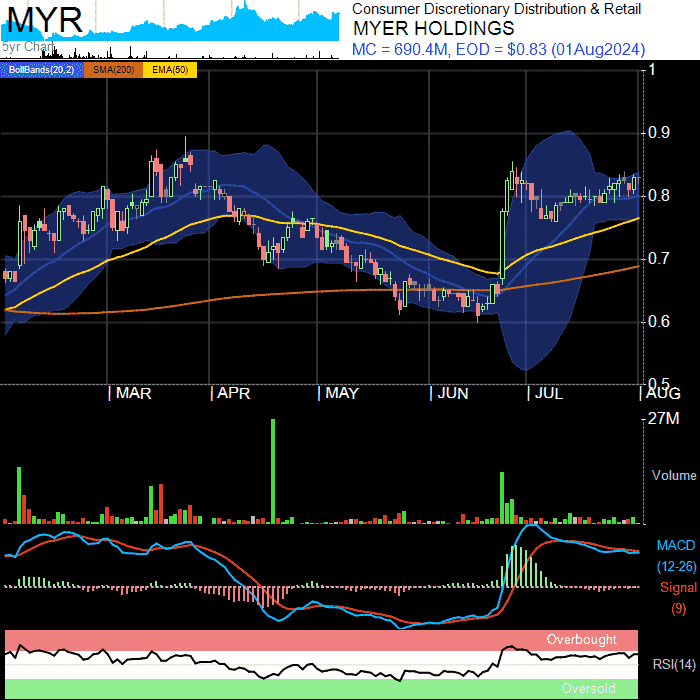 MYR
5yr Chart
Consumer Discretionary Distribution & Retail
MYER HOLDINGS
MC = 690.4M, EOD = $0.83 (01Aug2024)
BollBands(20,2) SMA(200) EMA(50)
1
0.9
0.8
0.7
0.6
0.5
MAR APR MAY JUN JUL AUG
27M
Volume
MACD
(12-26)
Signal
(9)
Overbought
RSI(14)
Oversold